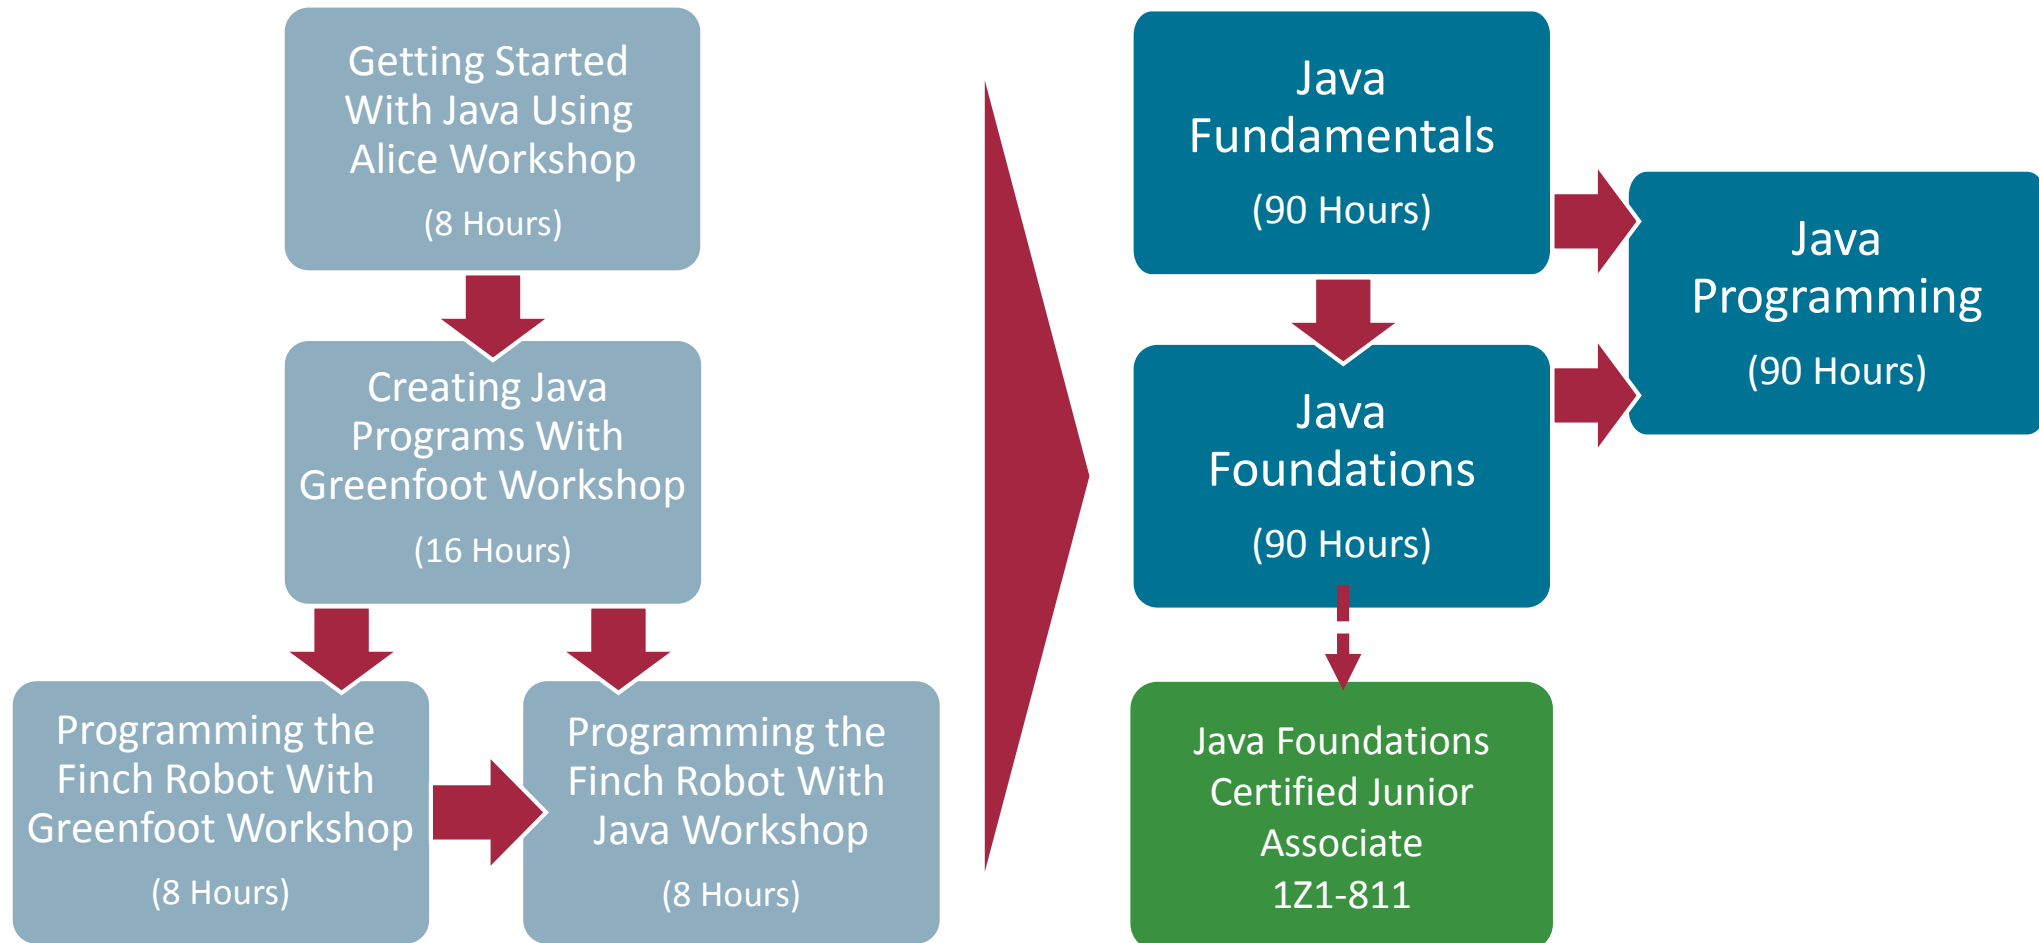 Getting Started
With Java Using
Alice Workshop
(8 Hours)
Creating Java
Programs With
Greenfoot Workshop
(16 Hours)
Programming the
Finch Robot With
Greenfoot Workshop
(8 Hours)
Programming the
Finch Robot With
Java Workshop
(8 Hours)
Java
Fundamentals
(90 Hours)
Java
Foundations
(90 Hours)
Java
Programming
(90 Hours)
Java Foundations
Certified Junior
Associate
1Z1-811